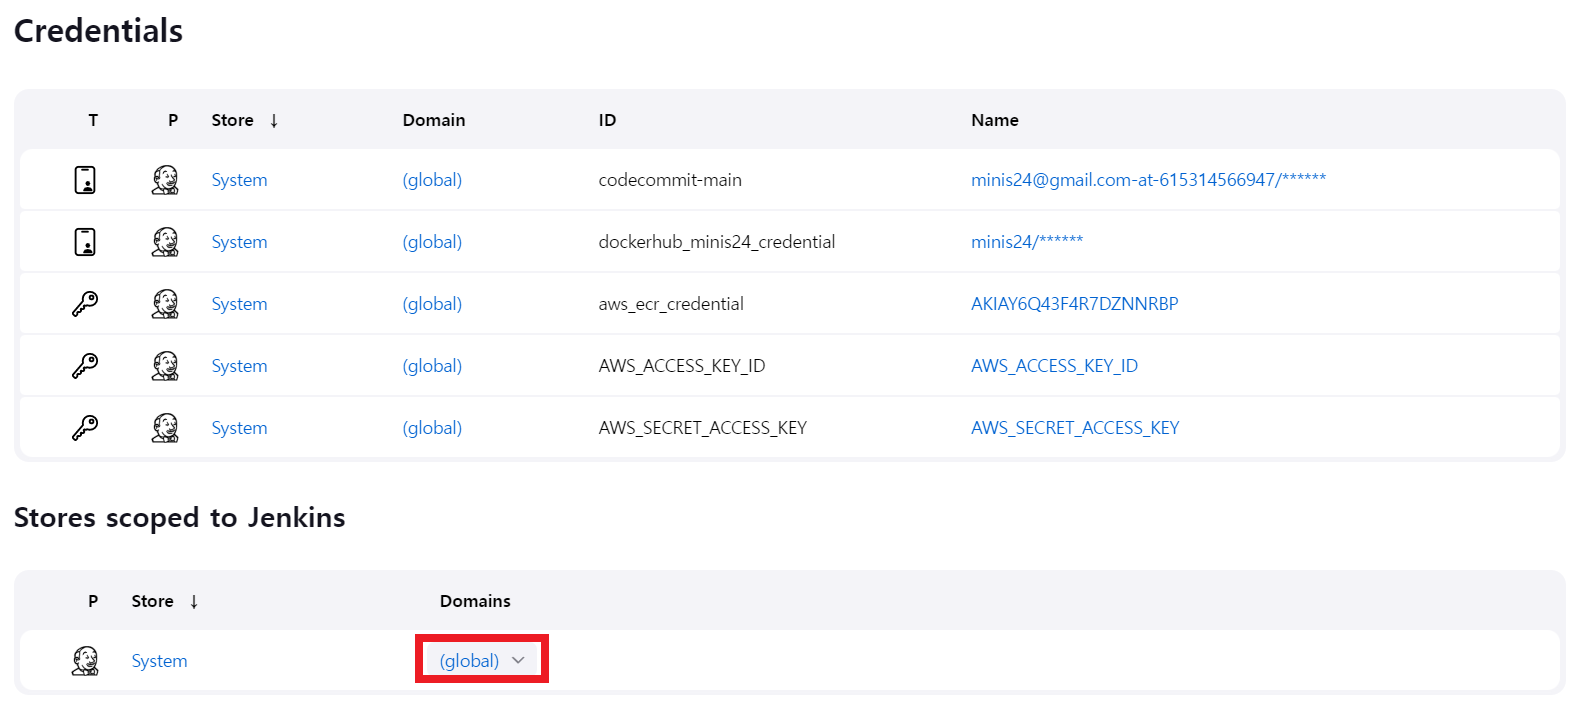 Credentials
T P Store ↓ Domain ID Name
System (global) codecommit-main minis24@gmail.com-at-615314566947/******
System (global) dockerhub_minis24_credential minis24/******
System (global) aws_ecr_credential AKIAY6Q43F4R7DZNNRBP
System (global) AWS_ACCESS_KEY_ID AWS_ACCESS_KEY_ID
System (global) AWS_SECRET_ACCESS_KEY AWS_SECRET_ACCESS_KEY
Stores scoped to Jenkins
P Store ↓ Domains
System (global)